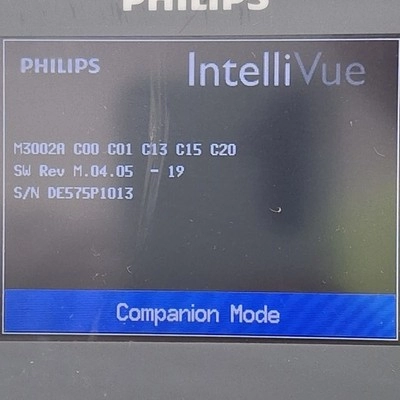 PHILIPS
PHILIPS IntelliVue
M3002A C00 C01 C13 C15 C20
SW Rev M.04.05 - 19
S/N DE575P1013
Companion Mode